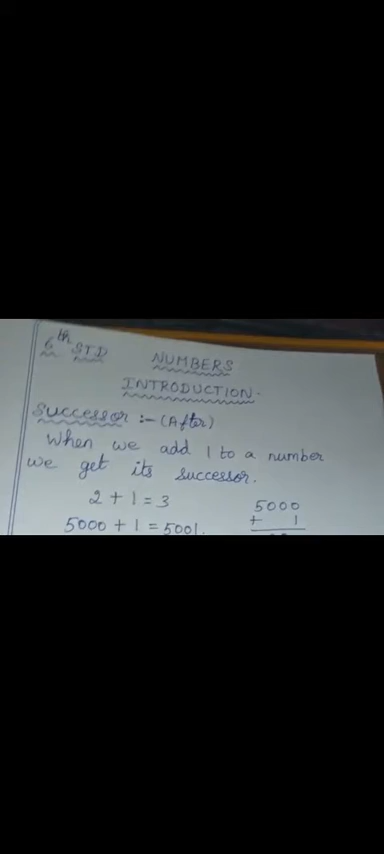 6th STD
NUMBERS
INTRODUCTION.
Successor :- (After)
When we add 1 to a number
we get its successor.
2 + 1 = 3
5000 + 1 = 5001.
5000
+ 1